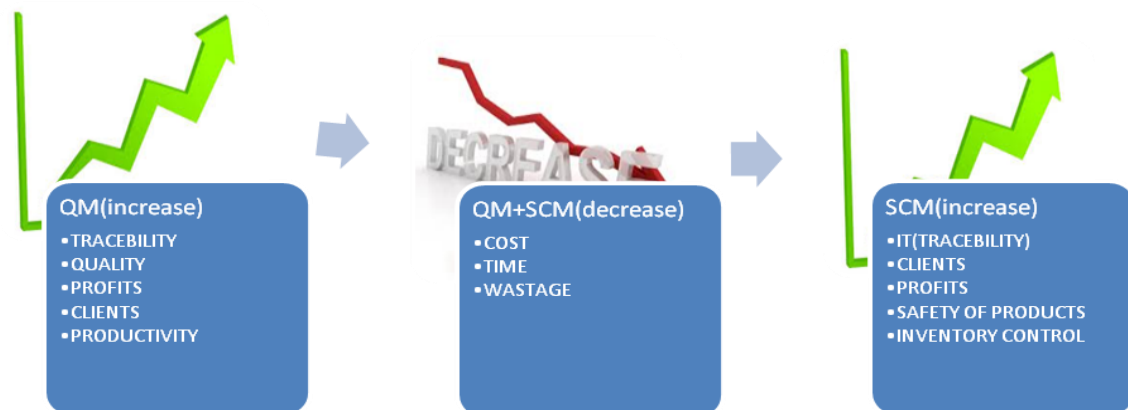 DECREASE
QM(increase)
•TRACEBILITY
•QUALITY
•PROFITS
•CLIENTS
•PRODUCTIVITY
QM+SCM(decrease)
•COST
•TIME
•WASTAGE
SCM(increase)
•IT(TRACEBILITY)
•CLIENTS
•PROFITS
•SAFETY OF PRODUCTS
•INVENTORY CONTROL